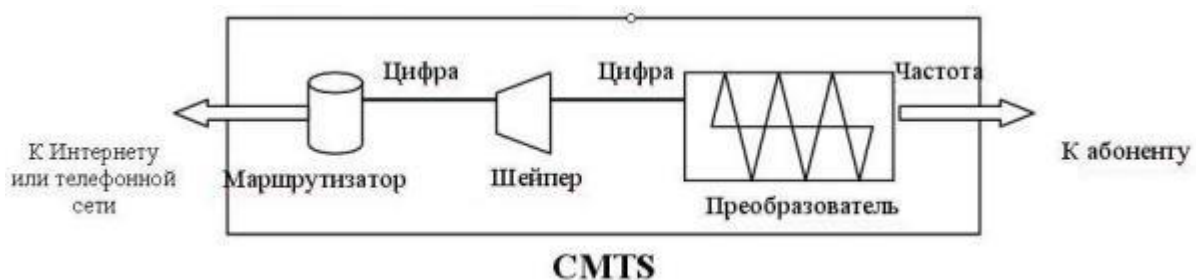 Цифра
Цифра
Частота
К Интернету
или телефонной
сети
Маршрутизатор
Шейпер
Преобразователь
К абоненту
CMTS